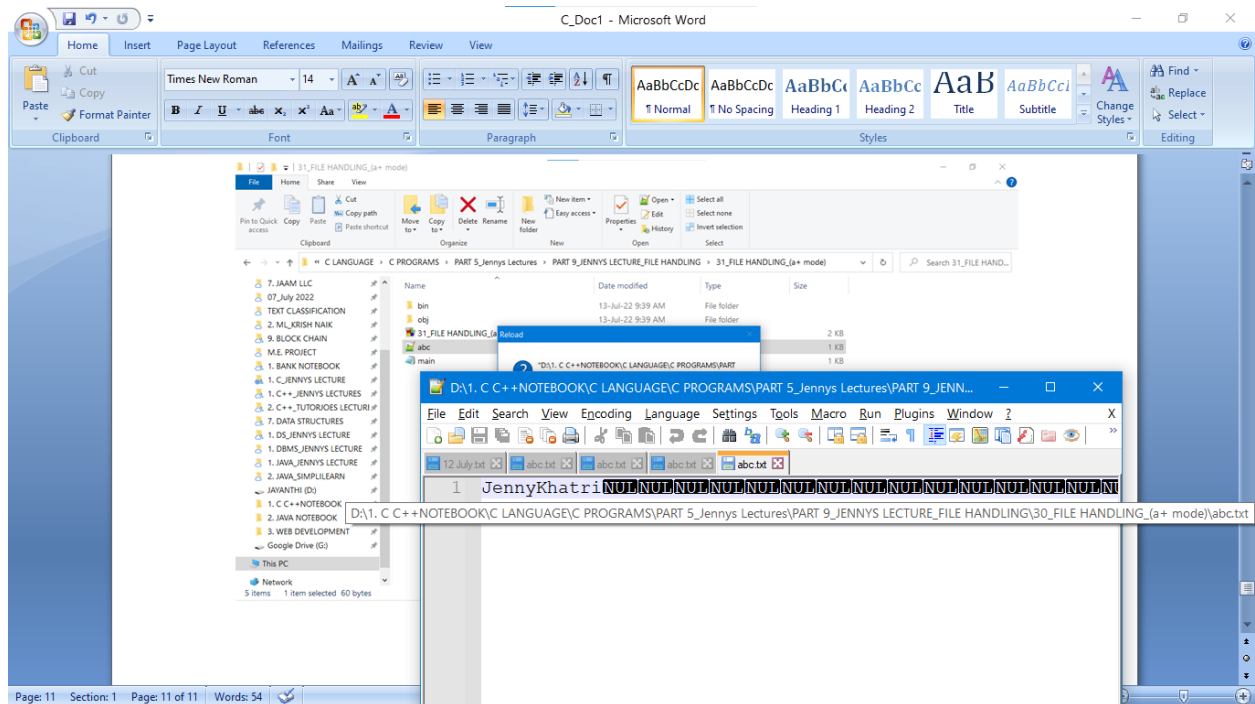 C_Doc1 - Microsoft Word
Home Insert Page Layout References Mailings Review View
Paste
Cut
Copy
Format Painter
Clipboard
Times New Roman 14
Font
Paragraph
AaBbCcDc AaBbCcDc AaBbC AaBbCc AaB AaBbCcl
¶ Normal ¶ No Spacing Heading 1 Heading 2 Title Subtitle
Change Styles
Styles
Find
Replace
Select
Editing
31_FILE HANDLING_(a+ mode)
File Home Share View
Pin to Quick access
Copy
Paste
Cut
Copy path
Paste shortcut
Clipboard
Move to
Copy to
Delete
Rename
Organize
New folder
New item
Easy access
New
Properties
Open
Edit
History
Open
Select all
Select none
Invert selection
Select
« C LANGUAGE › C PROGRAMS › PART 5_Jennys Lectures › PART 9_JENNYS LECTURE_FILE HANDLING › 31_FILE HANDLING_(a+ mode)
Search 31_FILE HAND...
7. JAAM LLC
07_July 2022
TEXT CLASSIFICATION
2. ML_KRISH NAIK
9. BLOCK CHAIN
M.E. PROJECT
1. BANK NOTEBOOK
1. C_JENNYS LECTURE
1. C++_JENNYS LECTURES
2. C++_TUTORJOES LECTURI
7. DATA STRUCTURES
1. DS_JENNYS LECTURE
1. DBMS_JENNYS LECTURE
1. JAVA_JENNYS LECTURE
2. JAVA_SIMPLILEARN
JAYANTHI (D:)
1. C C++NOTEBOOK
2. JAVA NOTEBOOK
3. WEB DEVELOPMENT
Google Drive (G:)
This PC
Network
5 items 1 item selected 60 bytes
Name Date modified Type Size
bin 13-Jul-22 9:39 AM File folder
obj 13-Jul-22 9:39 AM File folder
31_FILE HANDLING_(a 2 KB
abc 1 KB
main 1 KB
Reload
"D:\1. C C++NOTEBOOK\C LANGUAGE\C PROGRAMS\PART
D:\1. C C++NOTEBOOK\C LANGUAGE\C PROGRAMS\PART 5_Jennys Lectures\PART 9_JENN...
File Edit Search View Encoding Language Settings Tools Macro Run Plugins Window ? X
12 July.txt abc.txt abc.txt abc.txt abc.txt
1 JennyKhatriNULNULNULNULNULNULNULNULNULNULNULNULNULNULNU
D:\1. C C++NOTEBOOK\C LANGUAGE\C PROGRAMS\PART 5_Jennys Lectures\PART 9_JENNYS LECTURE_FILE HANDLING\30_FILE HANDLING_(a+ mode)\abc.txt
Page: 11 Section: 1 Page: 11 of 11 Words: 54